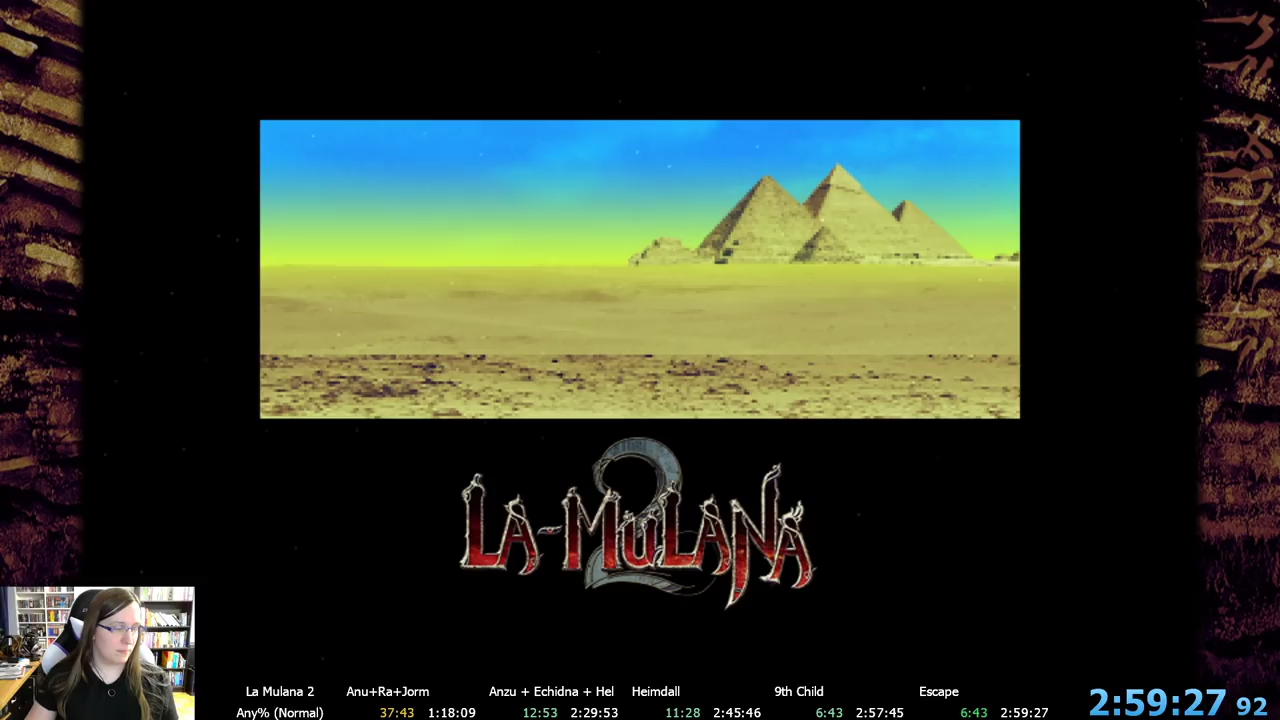 LA-MULANA
2
La Mulana 2 Anu+Ra+Jorm Anzu + Echidna + Hel Heimdall 9th Child Escape
Any% (Normal) 37:43 1:18:09 12:53 2:29:53 11:28 2:45:46 6:43 2:57:45 6:43 2:59:27
2:59:27 92